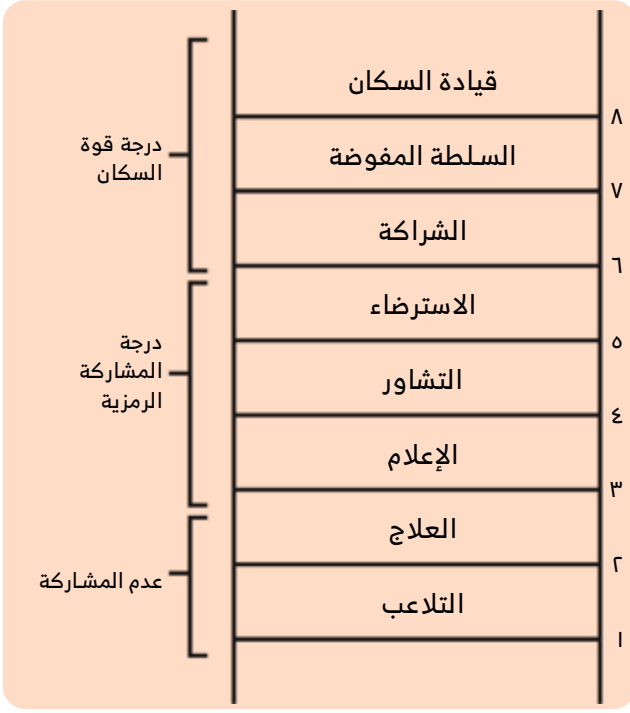 قيادة السكان
٨
السلطة المفوضة
٧
الشراكة
٦
درجة قوة
السكان
الاسترضاء
٥
التشاور
٤
الإعلام
٣
درجة
المشاركة
الرمزية
العلاج
٢
التلاعب
١
عدم المشاركة